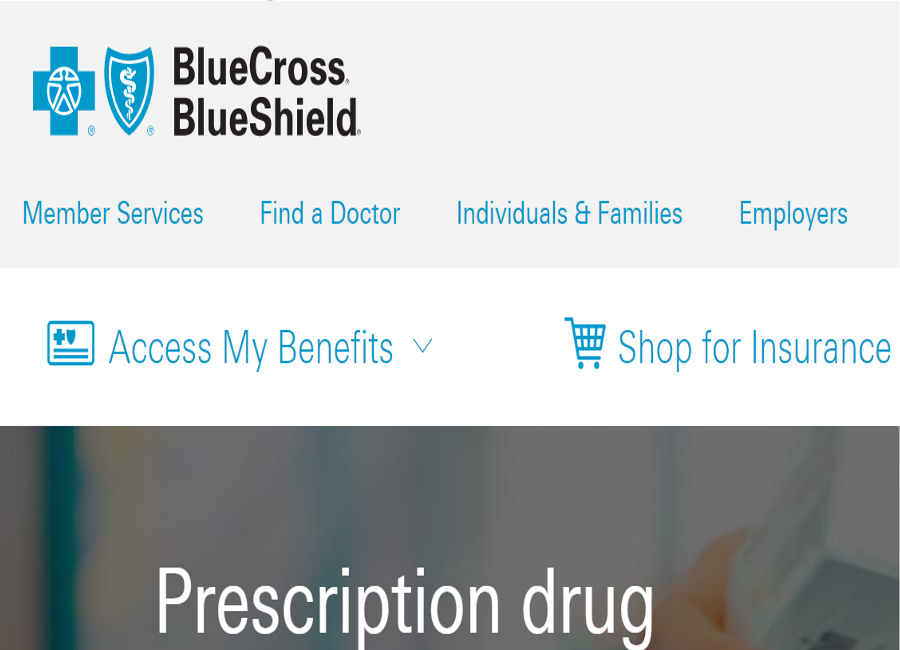 BlueCross®
BlueShield®
Member Services Find a Doctor Individuals & Families Employers
Access My Benefits Shop for Insurance
Prescription drug